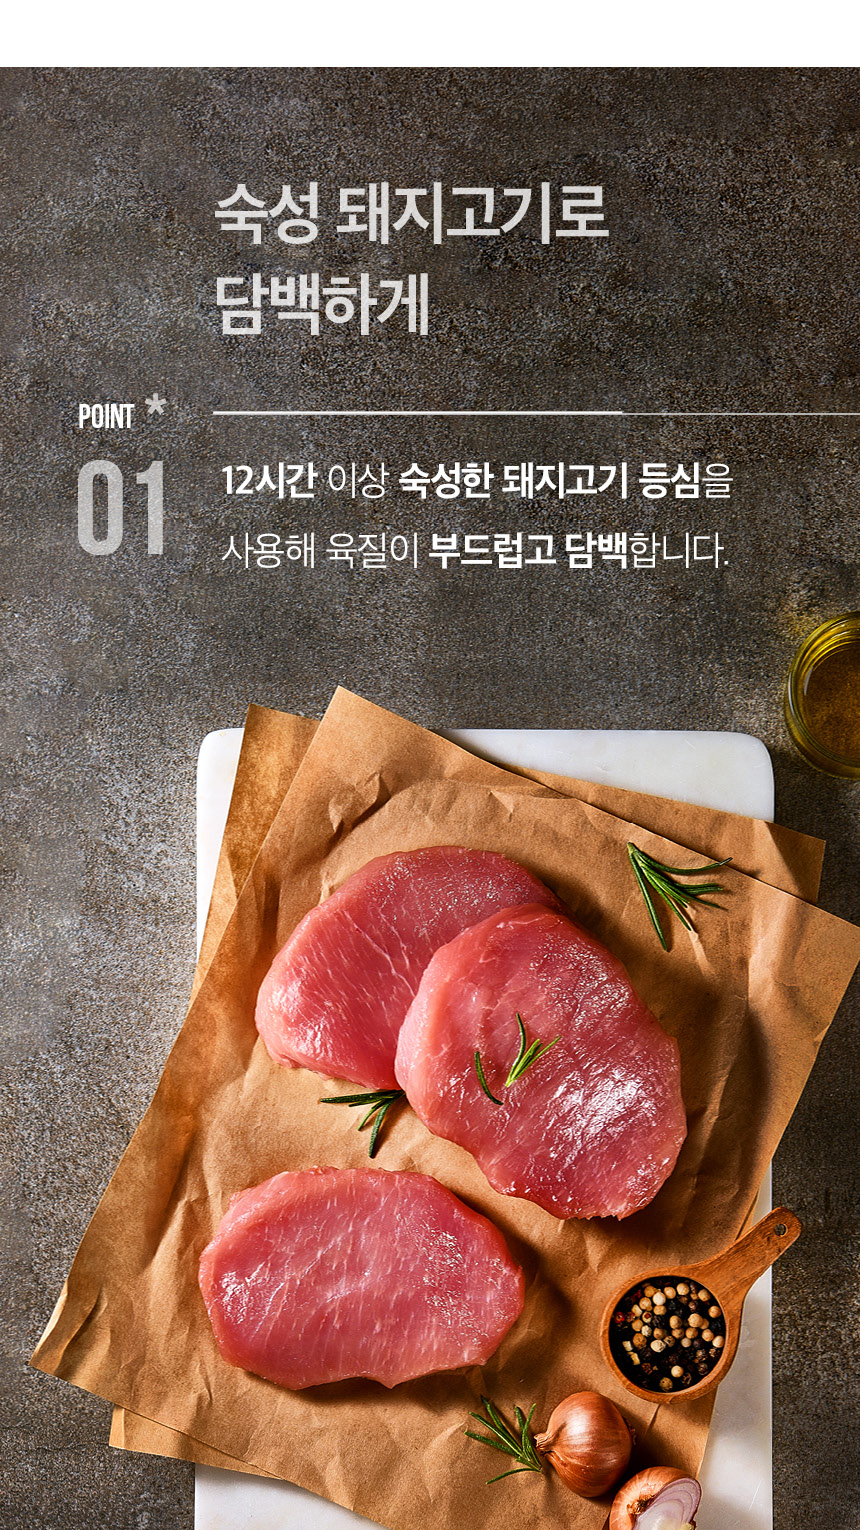 숙성 돼지고기로
담백하게
POINT *
01
12시간 이상 숙성한 돼지고기 등심을
사용해 육질이 부드럽고 담백합니다.